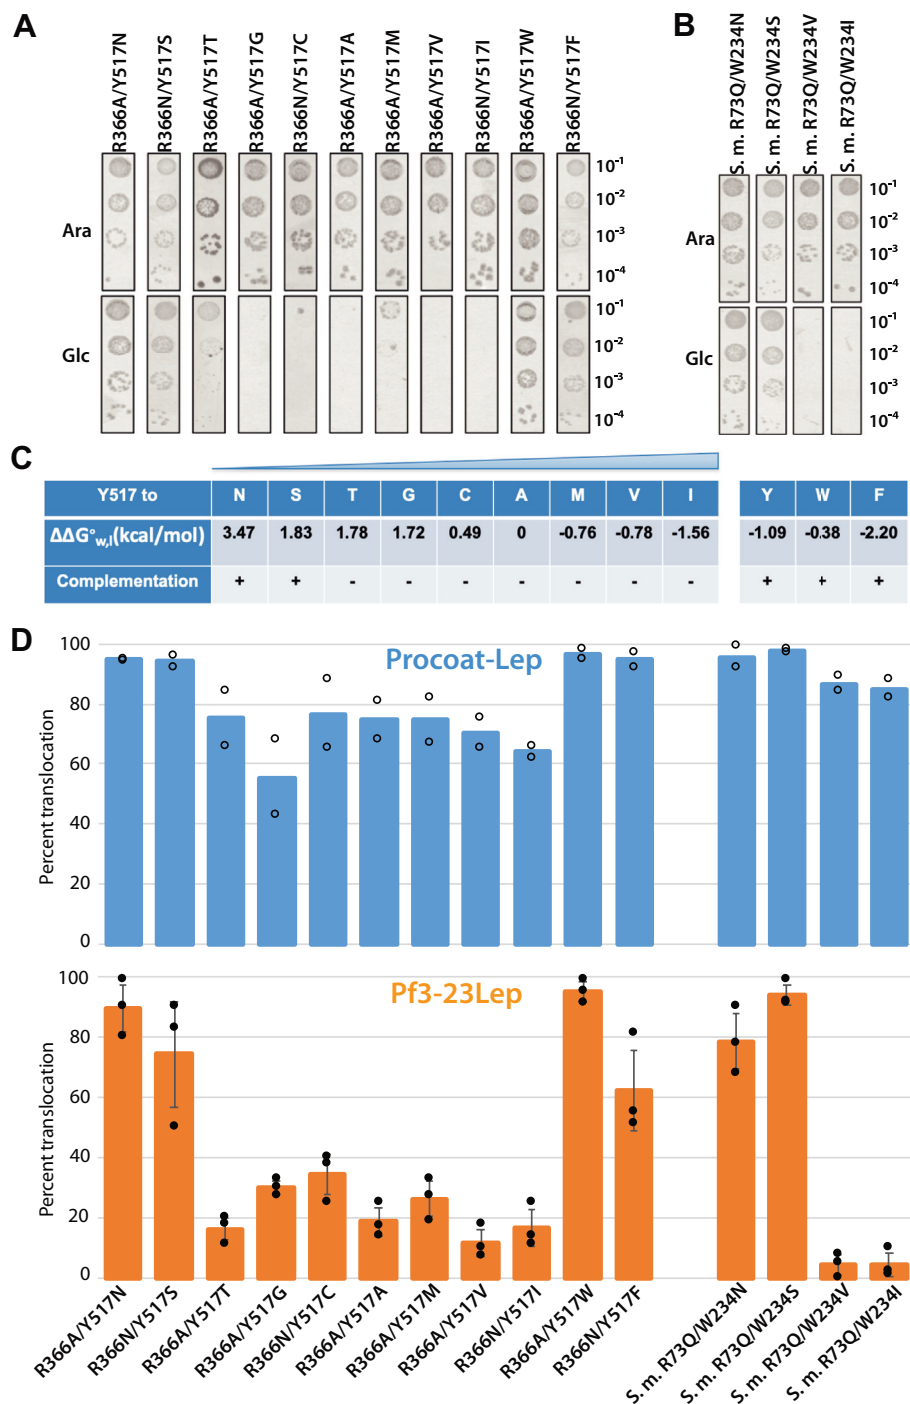 A
R366A/Y517N
R366N/Y517S
R366A/Y517T
R366A/Y517G
R366N/Y517C
R366A/Y517A
R366A/Y517M
R366A/Y517V
R366N/Y517I
R366A/Y517W
R366N/Y517F
Ara
10⁻¹
10⁻²
10⁻³
10⁻⁴
Glc
10⁻¹
10⁻²
10⁻³
10⁻⁴
B
S. m. R73Q/W234N
S. m. R73Q/W234S
S. m. R73Q/W234V
S. m. R73Q/W234I
Ara
10⁻¹
10⁻²
10⁻³
10⁻⁴
Glc
10⁻¹
10⁻²
10⁻³
10⁻⁴
C
Y517 to N S T G C A M V I Y W F
ΔΔG°w,l(kcal/mol) 3.47 1.83 1.78 1.72 0.49 0 -0.76 -0.78 -1.56 -1.09 -0.38 -2.20
Complementation + + - - - - - - - + + +
D
Procoat-Lep
Percent translocation
100
80
60
40
20
0
Pf3-23Lep
Percent translocation
100
80
60
40
20
0
R366A/Y517N
R366N/Y517S
R366A/Y517T
R366A/Y517G
R366N/Y517C
R366A/Y517A
R366A/Y517M
R366A/Y517V
R366N/Y517I
R366A/Y517W
R366N/Y517F
S. m. R73Q/W234N
S. m. R73Q/W234S
S. m. R73Q/W234V
S. m. R73Q/W234I